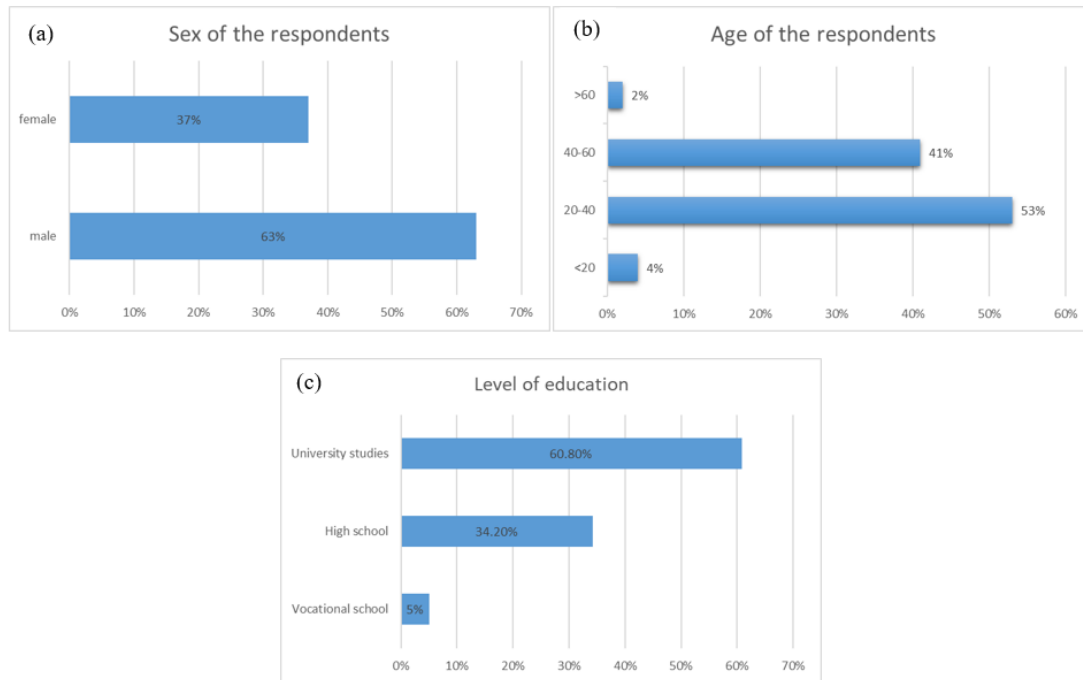 (a)
Sex of the respondents
female
37%
male
63%
0% 10% 20% 30% 40% 50% 60% 70%
(b)
Age of the respondents
>60
2%
40-60
41%
20-40
53%
<20
4%
0% 10% 20% 30% 40% 50% 60%
(c)
Level of education
University studies
60.80%
High school
34.20%
Vocational school
5%
0% 10% 20% 30% 40% 50% 60% 70%